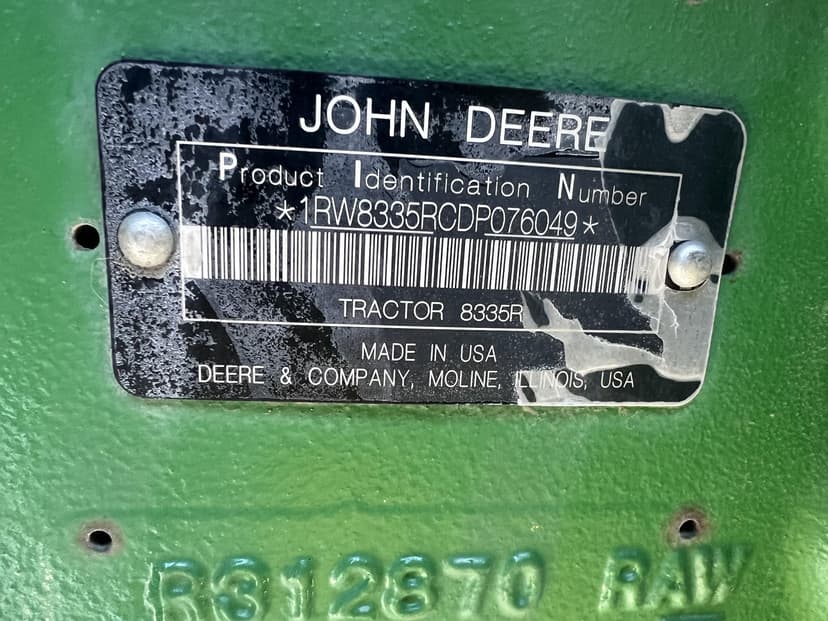 JOHN DEERE
Product Identification Number
*1RW8335RCDP076049*
TRACTOR 8335R
MADE IN USA
DEERE & COMPANY, MOLINE, ILLINOIS, USA
R312870 RAW